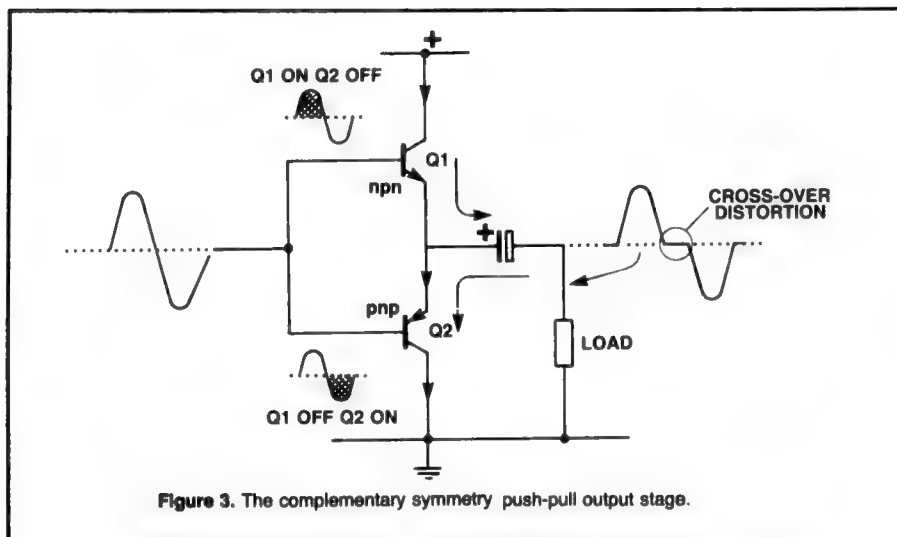 +
Q1 ON Q2 OFF
Q1
npn
CROSS-OVER
DISTORTION
+
pnp
Q2
LOAD
Q1 OFF Q2 ON
Figure 3. The complementary symmetry push-pull output stage.